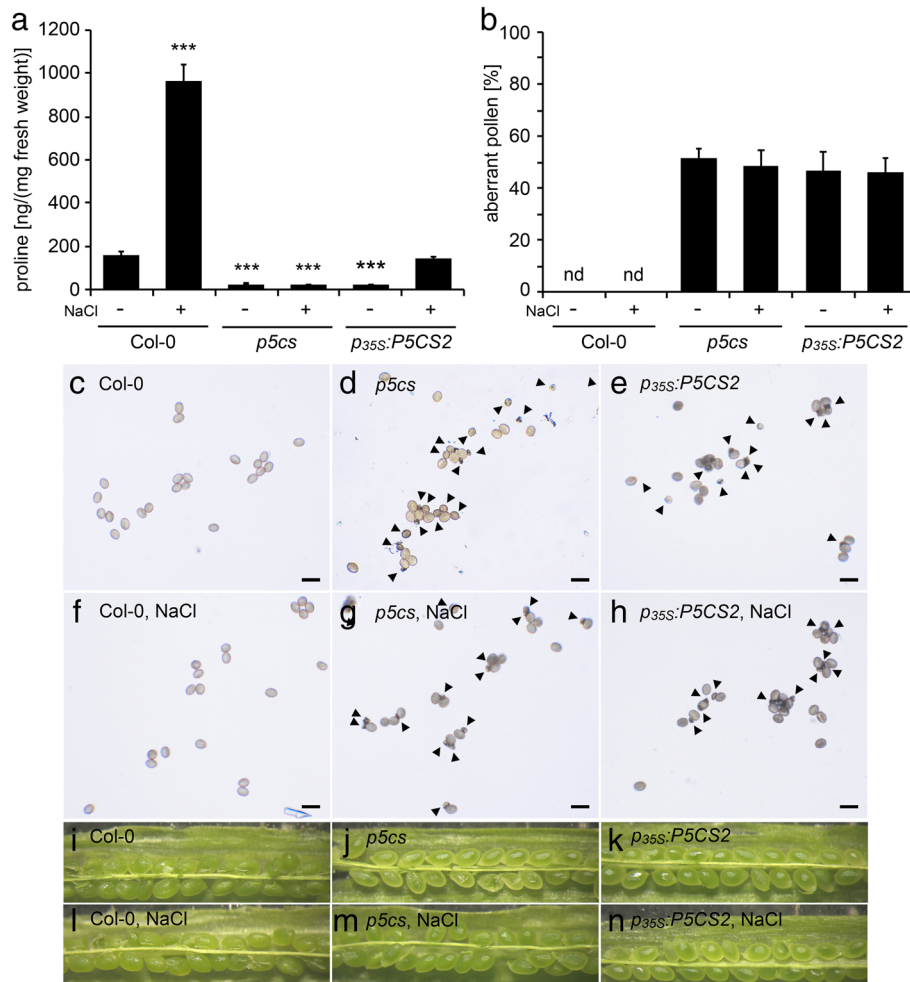 a
proline [ng/(mg fresh weight)]
1200
1000
800
600
400
200
0
***
***
***
***
NaCl - + - + - +
Col-0 p5cs p35S:P5CS2
b
aberrant pollen [%]
100
80
60
40
20
0
nd nd
NaCl - + - + - +
Col-0 p5cs p35S:P5CS2
c Col-0
d p5cs
e p35S:P5CS2
f Col-0, NaCl
g p5cs, NaCl
h p35S:P5CS2, NaCl
i Col-0
j p5cs
k p35S:P5CS2
l Col-0, NaCl
m p5cs, NaCl
n p35S:P5CS2, NaCl